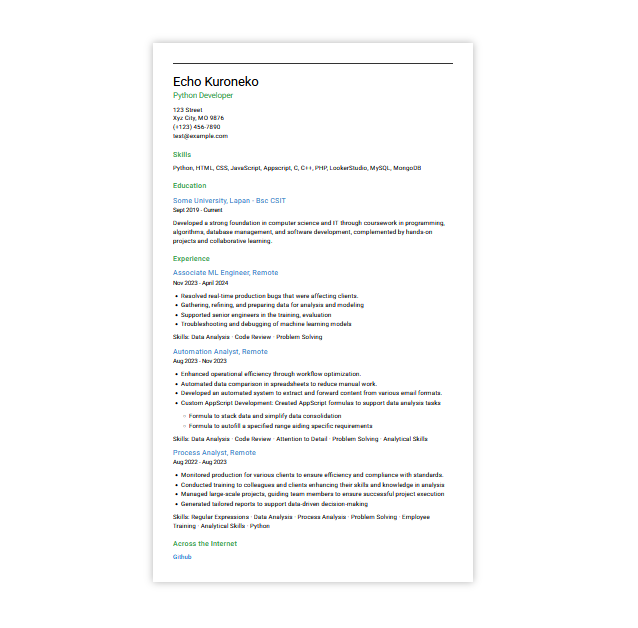 Echo Kuroneko
Python Developer
123 Street
Xyz City, MO 9876
(+123) 456-7890
test@example.com
Skills
Python, HTML, CSS, JavaScript, Appscript, C, C++, PHP, LookerStudio, MySQL, MongoDB
Education
Some University, Lapan - Bsc CSIT
Sept 2019 - Current
Developed a strong foundation in computer science and IT through coursework in programming,
algorithms, database management, and software development, complemented by hands-on
projects and collaborative learning.
Experience
Associate ML Engineer, Remote
Nov 2023 - April 2024
• Resolved real-time production bugs that were affecting clients.
• Gathering, refining, and preparing data for analysis and modeling
• Supported senior engineers in the training, evaluation
• Troubleshooting and debugging of machine learning models
Skills: Data Analysis · Code Review · Problem Solving
Automation Analyst, Remote
Aug 2023 - Nov 2023
• Enhanced operational efficiency through workflow optimization.
• Automated data comparison in spreadsheets to reduce manual work.
• Developed an automated system to extract and forward content from various email formats.
• Custom AppScript Development: Created AppScript formulas to support data analysis tasks
○ Formula to stack data and simplify data consolidation
○ Formula to autofill a specified range aiding specific requirements
Skills: Data Analysis · Code Review · Attention to Detail · Problem Solving · Analytical Skills
Process Analyst, Remote
Aug 2022 - Aug 2023
• Monitored production for various clients to ensure efficiency and compliance with standards.
• Conducted training to colleagues and clients enhancing their skills and knowledge in analysis
• Managed large-scale projects, guiding team members to ensure successful project execution
• Generated tailored reports to support data-driven decision-making
Skills: Regular Expressions · Data Analysis · Process Analysis · Problem Solving · Employee
Training · Analytical Skills · Python
Across the Internet
Github